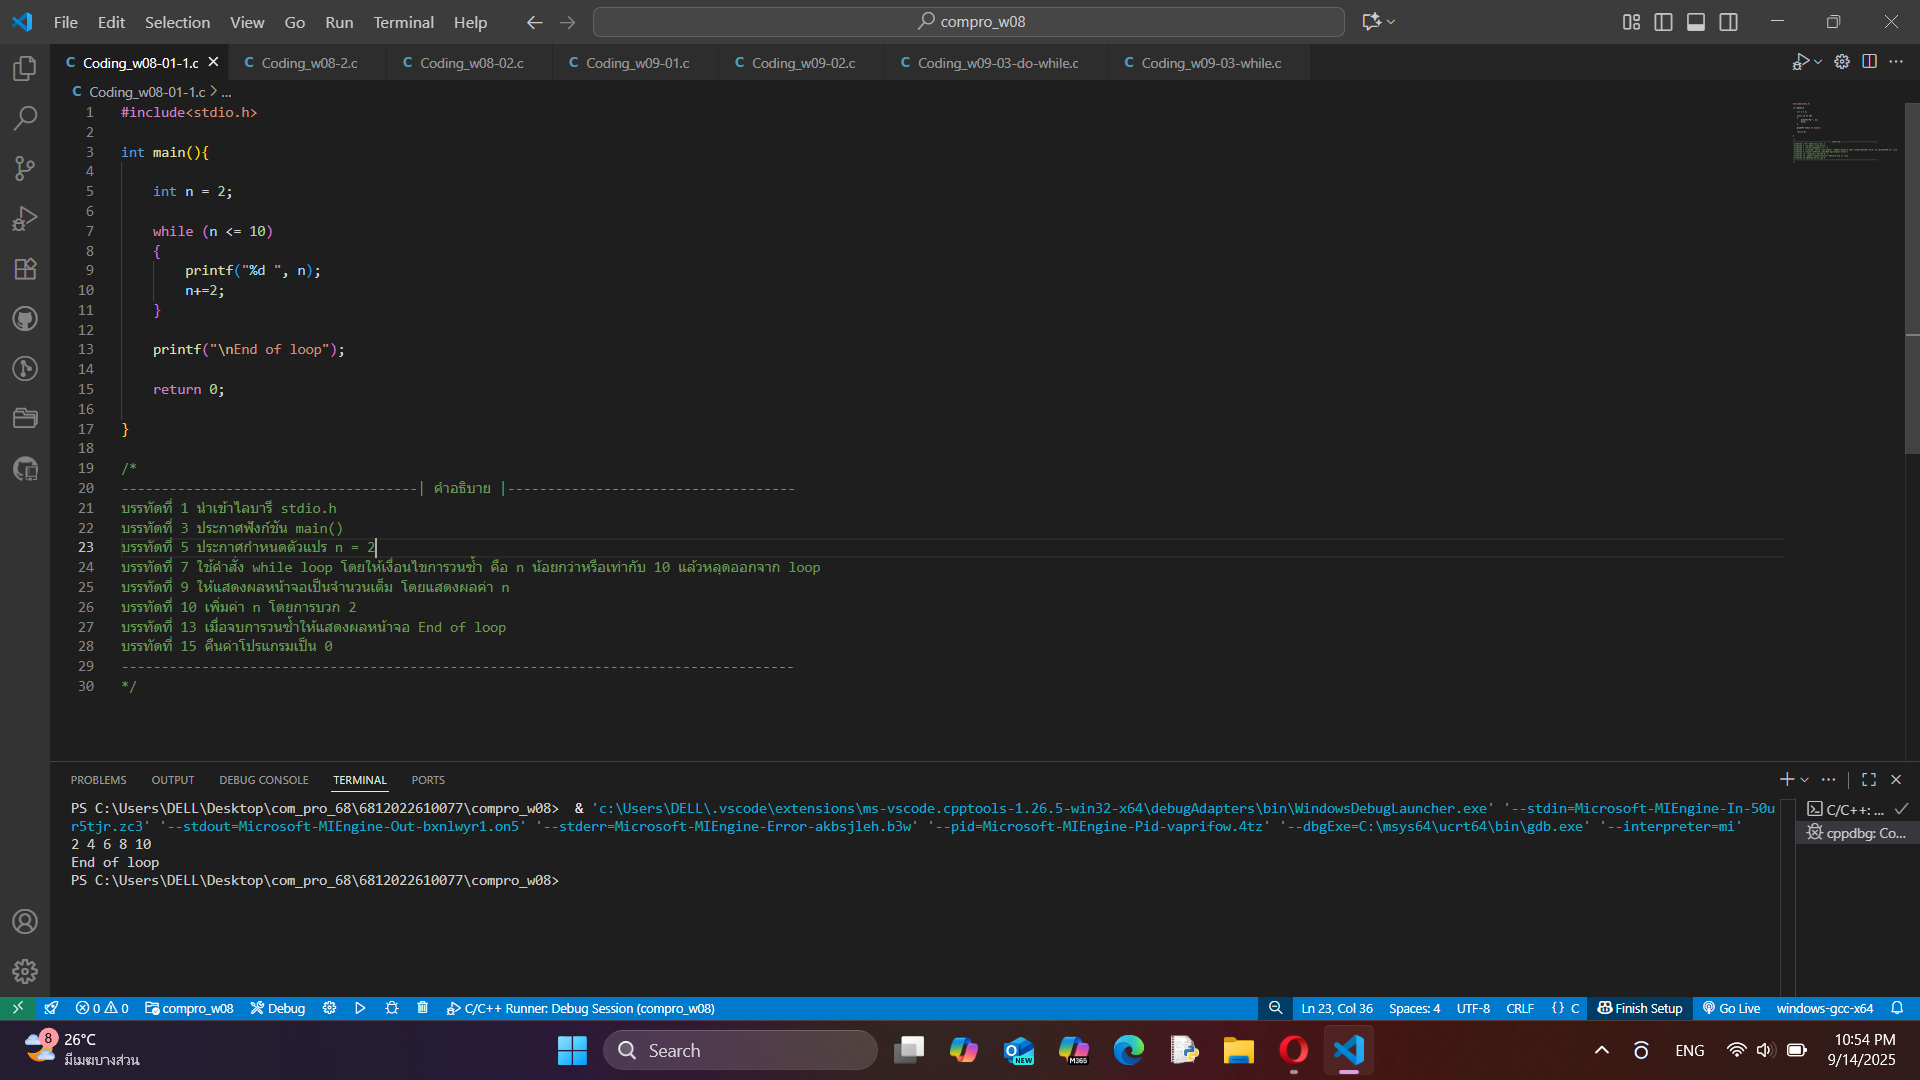 File Edit Selection View Go Run Terminal Help compro_w08
Coding_w08-01-1.c Coding_w08-2.c Coding_w08-02.c Coding_w09-01.c Coding_w09-02.c Coding_w09-03-do-while.c Coding_w09-03-while.c
C Coding_w08-01-1.c > ...
1 #include<stdio.h>
2
3 int main(){
4
5 int n = 2;
6
7 while (n <= 10)
8 {
9 printf("%d ", n);
10 n+=2;
11 }
12
13 printf("\nEnd of loop");
14
15 return 0;
16
17 }
18
19 /*
20 -------------------------------------| คำอธิบาย |------------------------------------
21 บรรทัดที่ 1 นำเข้าไลบารี stdio.h
22 บรรทัดที่ 3 ประกาศฟังก์ชัน main()
23 บรรทัดที่ 5 ประกาศกำหนดตัวแปร n = 2
24 บรรทัดที่ 7 ใช้คำสั่ง while loop โดยให้เงื่อนไขการวนซ้ำ คือ n น้อยกว่าหรือเท่ากับ 10 แล้วหลุดออกจาก loop
25 บรรทัดที่ 9 ให้แสดงผลหน้าจอเป็นจำนวนเต็ม โดยแสดงผลค่า n
26 บรรทัดที่ 10 เพิ่มค่า n โดยการบวก 2
27 บรรทัดที่ 13 เมื่อจบการวนซ้ำให้แสดงผลหน้าจอ End of loop
28 บรรทัดที่ 15 คืนค่าโปรแกรมเป็น 0
29 ------------------------------------------------------------------------------------
30 */
PROBLEMS OUTPUT DEBUG CONSOLE TERMINAL PORTS
PS C:\Users\DELL\Desktop\com_pro_68\6812022610077\compro_w08> & 'c:\Users\DELL\.vscode\extensions\ms-vscode.cpptools-1.26.5-win32-x64\debugAdapters\bin\WindowsDebugLauncher.exe' '--stdin=Microsoft-MIEngine-In-50u
r5tjr.zc3' '--stdout=Microsoft-MIEngine-Out-bxnlwyr1.on5' '--stderr=Microsoft-MIEngine-Error-akbsjleh.b3w' '--pid=Microsoft-MIEngine-Pid-vaprifow.4tz' '--dbgExe=C:\msys64\ucrt64\bin\gdb.exe' '--interpreter=mi'
2 4 6 8 10
End of loop
PS C:\Users\DELL\Desktop\com_pro_68\6812022610077\compro_w08>
C/C++: ...
cppdbg: Co...
0 0 compro_w08 Debug C/C++ Runner: Debug Session (compro_w08) Ln 23, Col 36 Spaces: 4 UTF-8 CRLF {} C Finish Setup Go Live windows-gcc-x64
8 26°C
มีเมฆบางส่วน
Search
NEW
M365
ENG
10:54 PM
9/14/2025